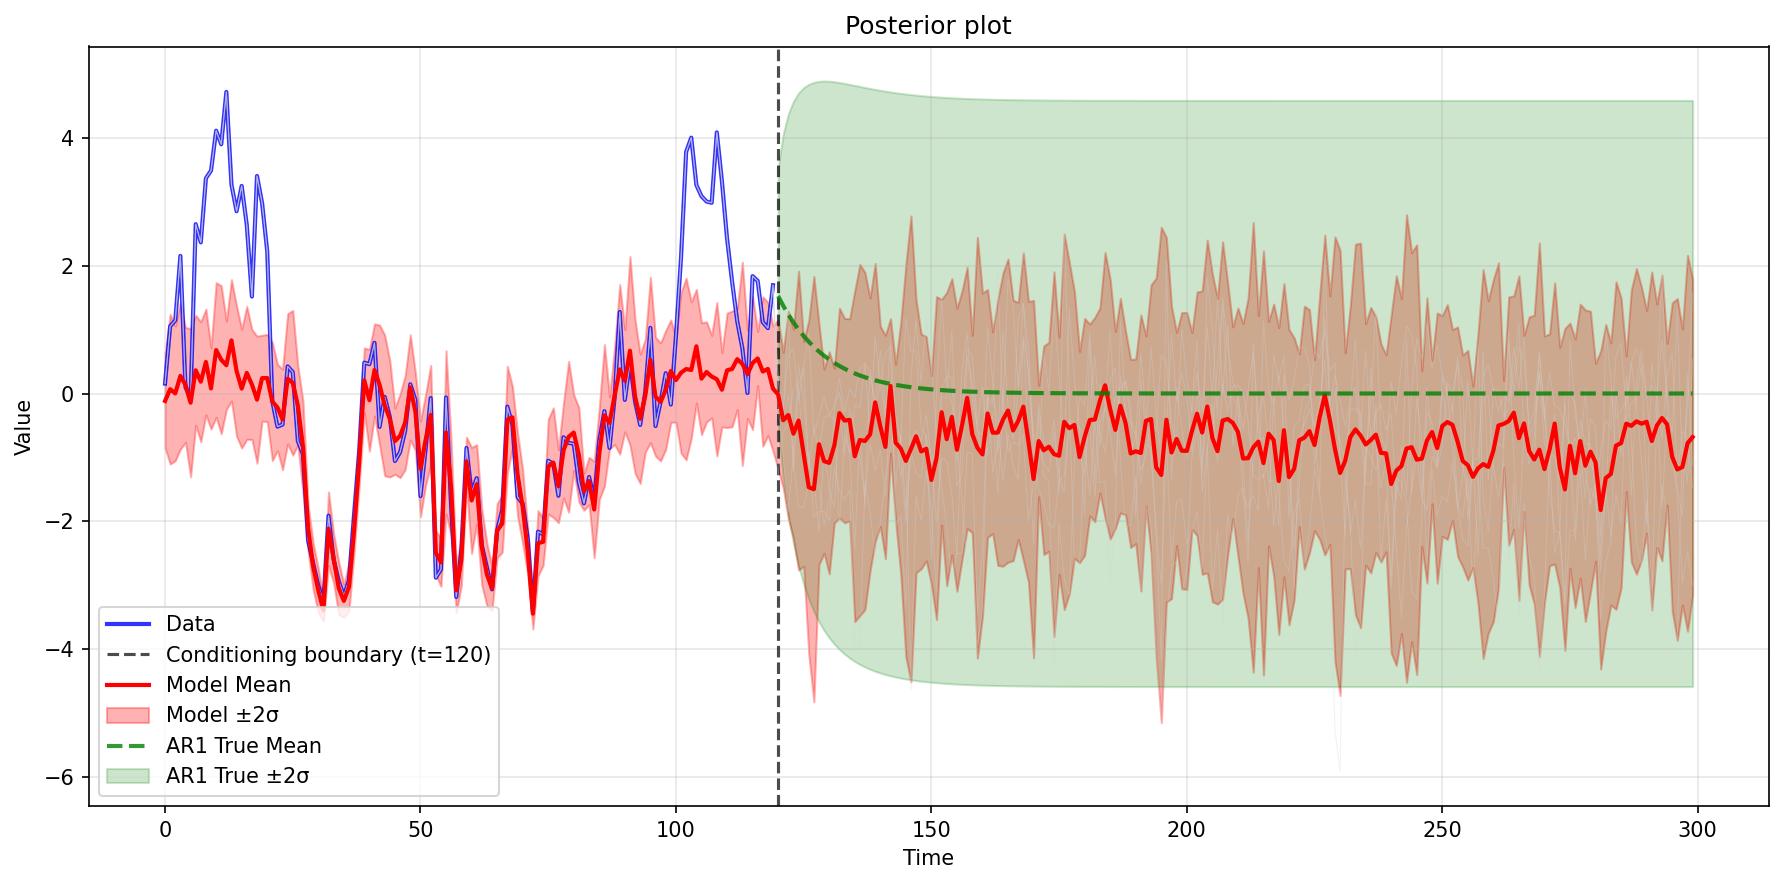 Posterior plot
Value
4
2
0
−2
−4
−6
Data
Conditioning boundary (t=120)
Model Mean
Model ±2σ
AR1 True Mean
AR1 True ±2σ
0 50 100 150 200 250 300
Time